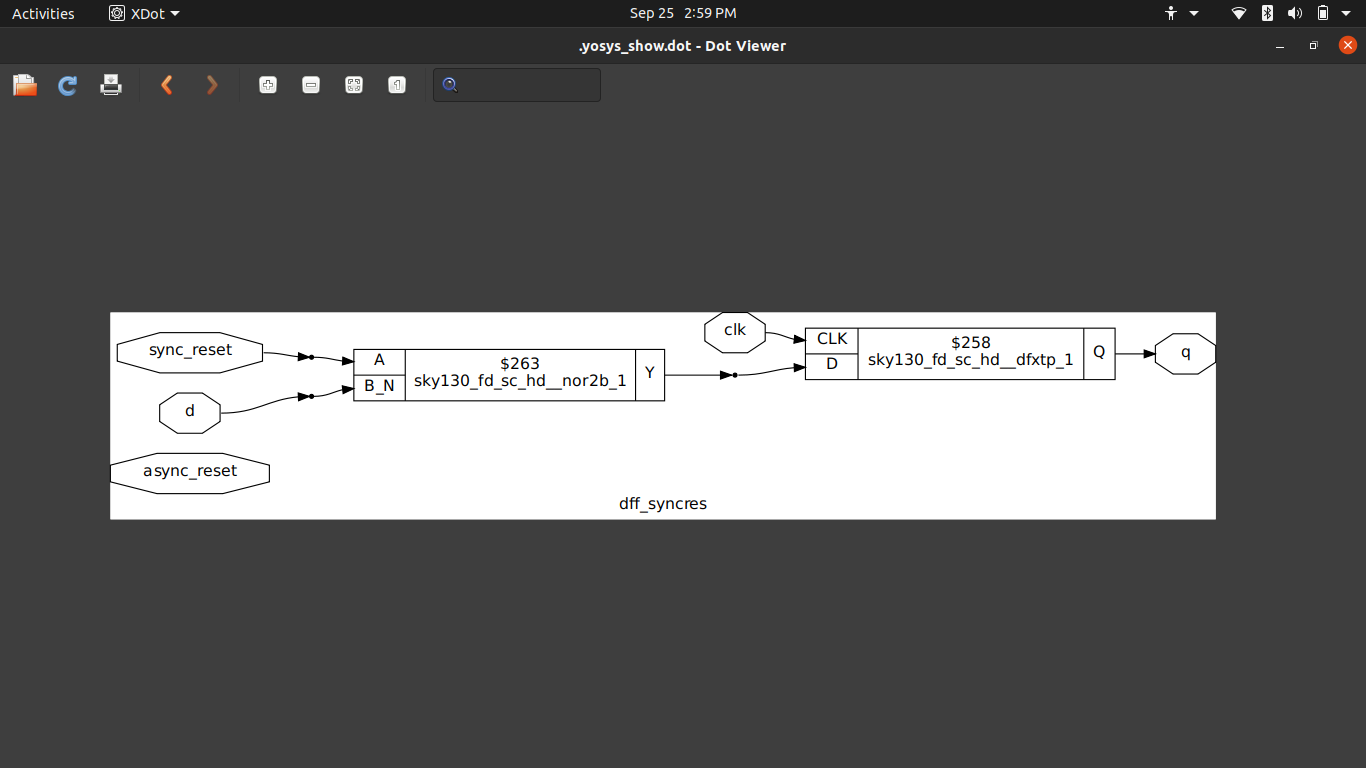 Activities XDot Sep 25 2:59 PM
.yosys_show.dot - Dot Viewer
1
clk
sync_reset
CLK
$258
Q
q
D
sky130_fd_sc_hd__dfxtp_1
A
$263
Y
B_N
sky130_fd_sc_hd__nor2b_1
d
async_reset
dff_syncres